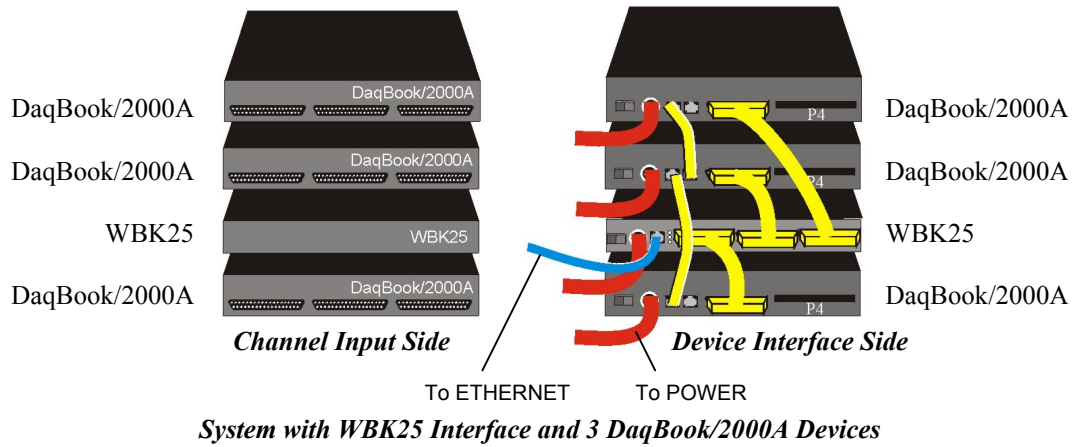 DaqBook/2000A
DaqBook/2000A
WBK25
DaqBook/2000A
DaqBook/2000A
DaqBook/2000A
WBK25
DaqBook/2000A
Channel Input Side
P4
P4
P4
DaqBook/2000A
DaqBook/2000A
WBK25
DaqBook/2000A
Device Interface Side
To ETHERNET
To POWER
System with WBK25 Interface and 3 DaqBook/2000A Devices